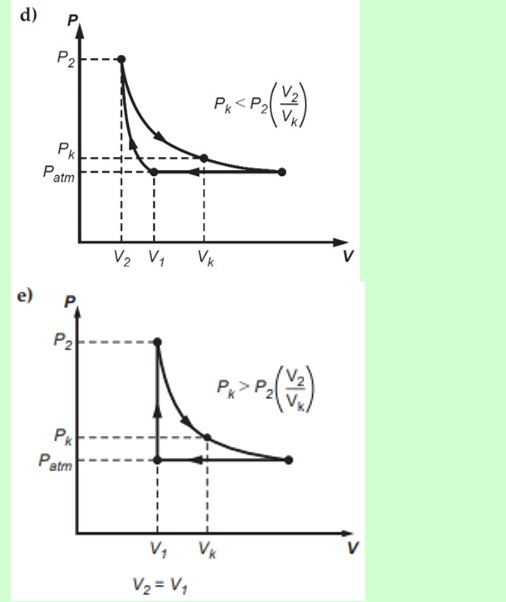 d)
P
P2
Pk < P2(V2/Vk)
Pk
Patm
V2 V1 Vk V
e)
P
P2
Pk > P2(V2/Vk)
Pk
Patm
V1 Vk V
V2 = V1